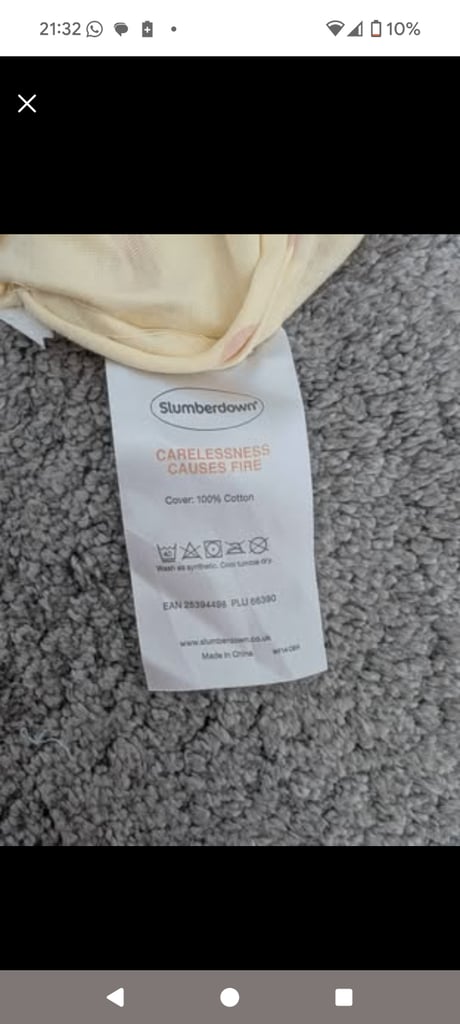 21:32
10%
Slumberdown®
CARELESSNESS
CAUSES FIRE
Cover: 100% Cotton
40
Wash as synthetic. Cool tumble dry.
EAN 25394498 PLU 66390
www.slumberdown.co.uk
Made in China